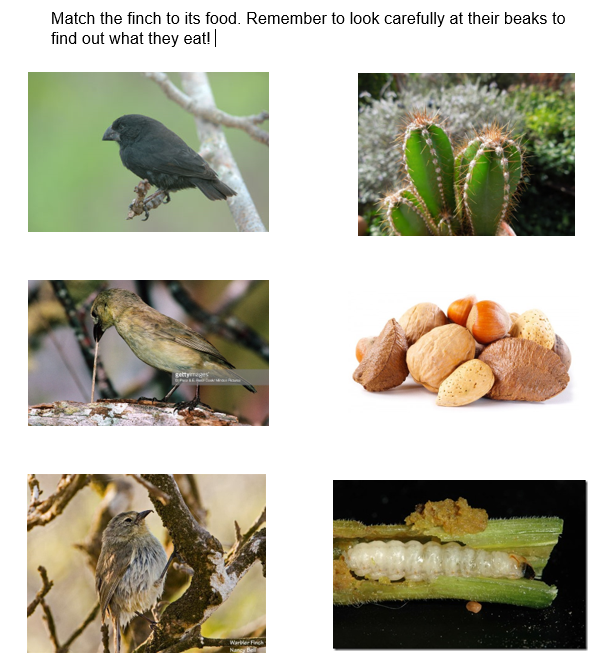 Match the finch to its food. Remember to look carefully at their beaks to
find out what they eat!
gettyimages
Warbler Finch